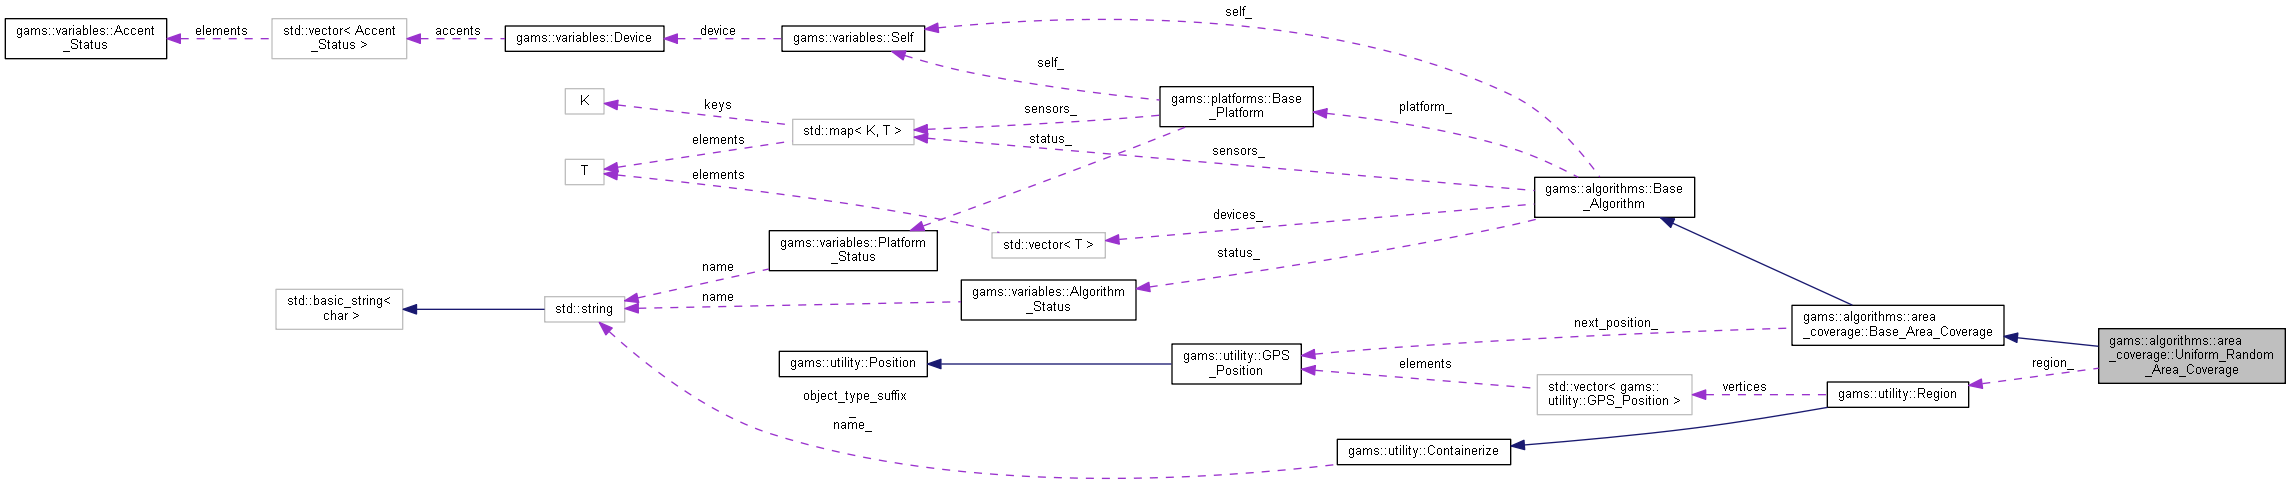 self_
gams::variables::Accent
_Status
elements
std::vector< Accent
_Status >
accents
gams::variables::Device
device
gams::variables::Self
self_
K
keys
std::map< K, T >
sensors_
gams::platforms::Base
_Platform
platform_
elements
T
elements
status_
sensors_
gams::algorithms::Base
_Algorithm
devices_
gams::variables::Platform
_Status
std::vector< T >
status_
name
name
gams::variables::Algorithm
_Status
std::basic_string<
char >
std::string
next_position_
gams::algorithms::area
_coverage::Base_Area_Coverage
gams::algorithms::area
_coverage::Uniform_Random
_Area_Coverage
gams::utility::Position
gams::utility::GPS
_Position
elements
region_
std::vector< gams::
utility::GPS_Position >
vertices
gams::utility::Region
object_type_suffix
_
name_
gams::utility::Containerize